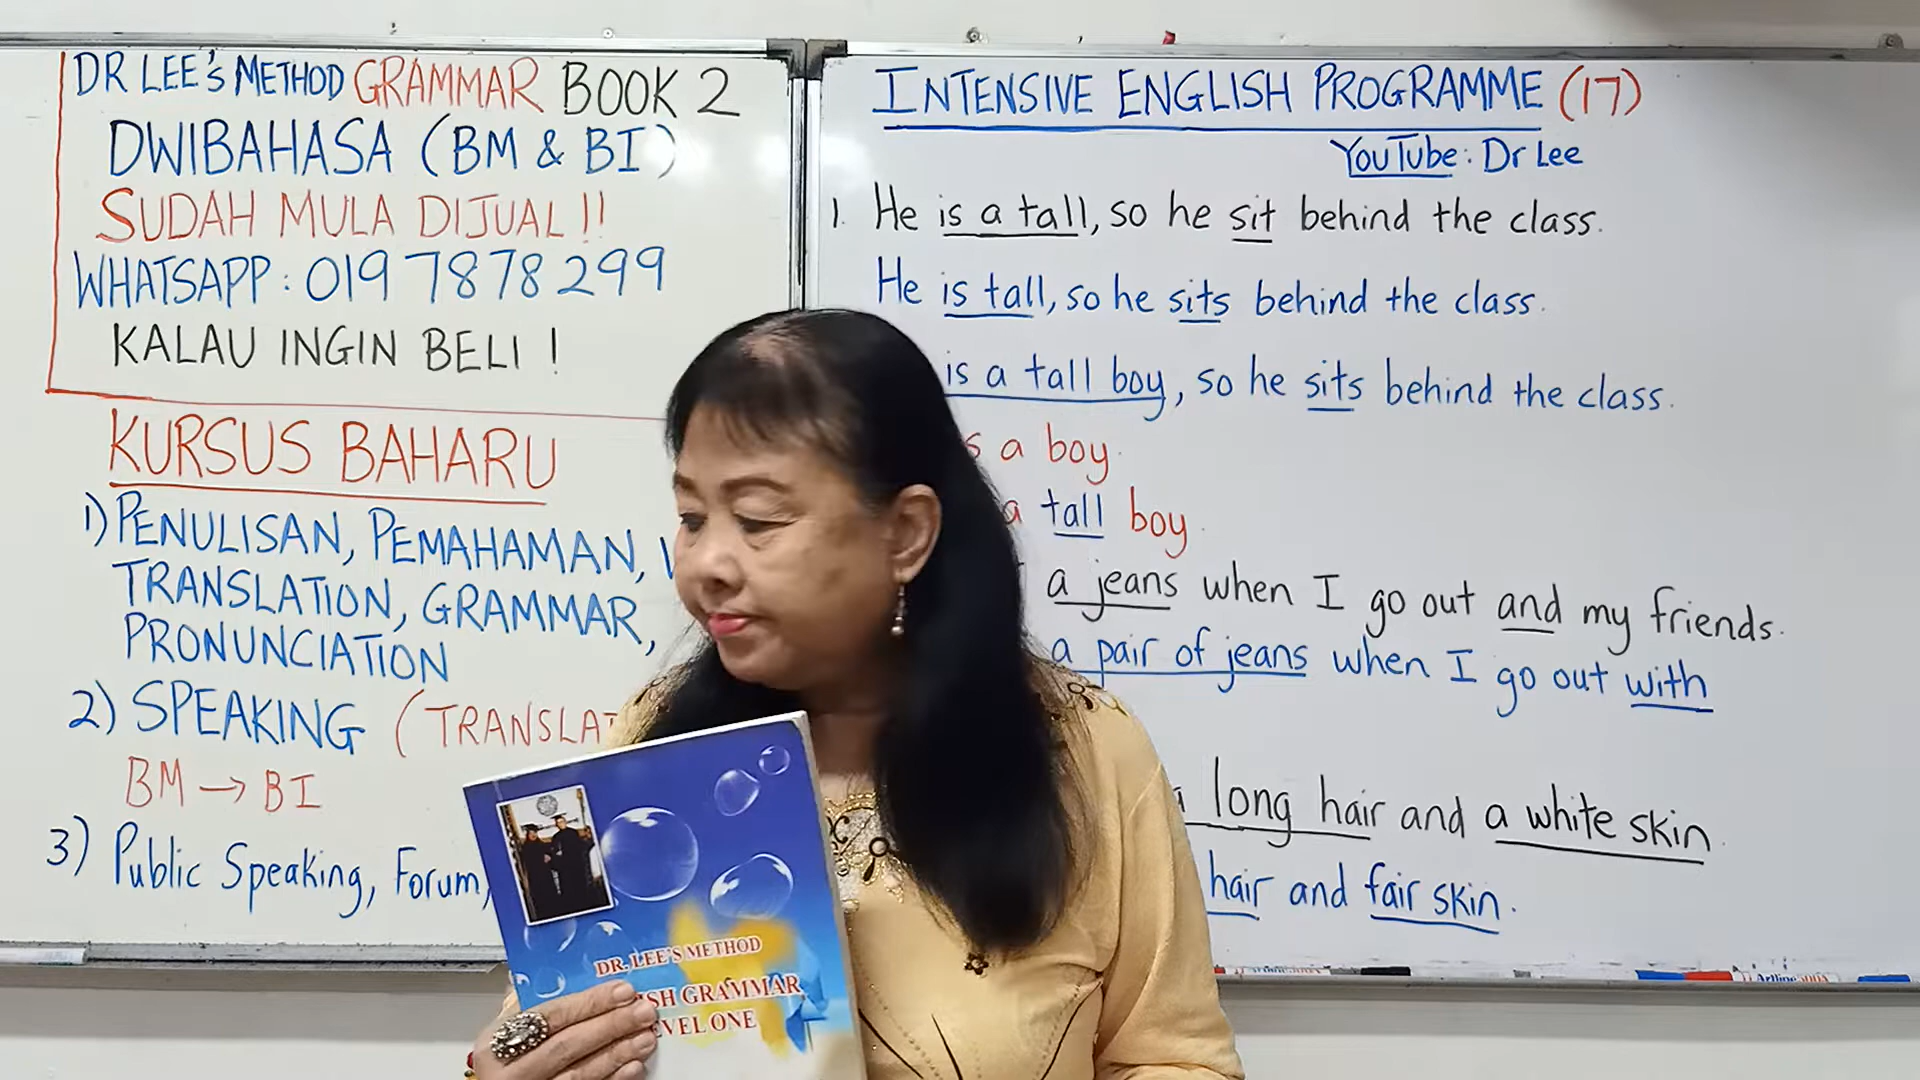 DR LEE'S METHOD GRAMMAR BOOK 2
DWIBAHASA (BM & BI)
SUDAH MULA DIJUAL!!
WHATSAPP: 019 7878 299
KALAU INGIN BELI!
KURSUS BAHARU
1) PENULISAN, PEMAHAMAN,
TRANSLATION, GRAMMAR,
PRONUNCIATION
2) SPEAKING (TRANSLAT
BM → BI
3) Public Speaking, Forum,
INTENSIVE ENGLISH PROGRAMME (17)
YouTube: Dr Lee
1. He is a tall, so he sit behind the class.
He is tall, so he sits behind the class.
is a tall boy, so he sits behind the class.
s a boy.
a tall boy.
a jeans when I go out and my friends.
a pair of jeans when I go out with
long hair and a white skin.
hair and fair skin.
DR. LEE'S METHOD
ISH GRAMMAR
EVEL ONE